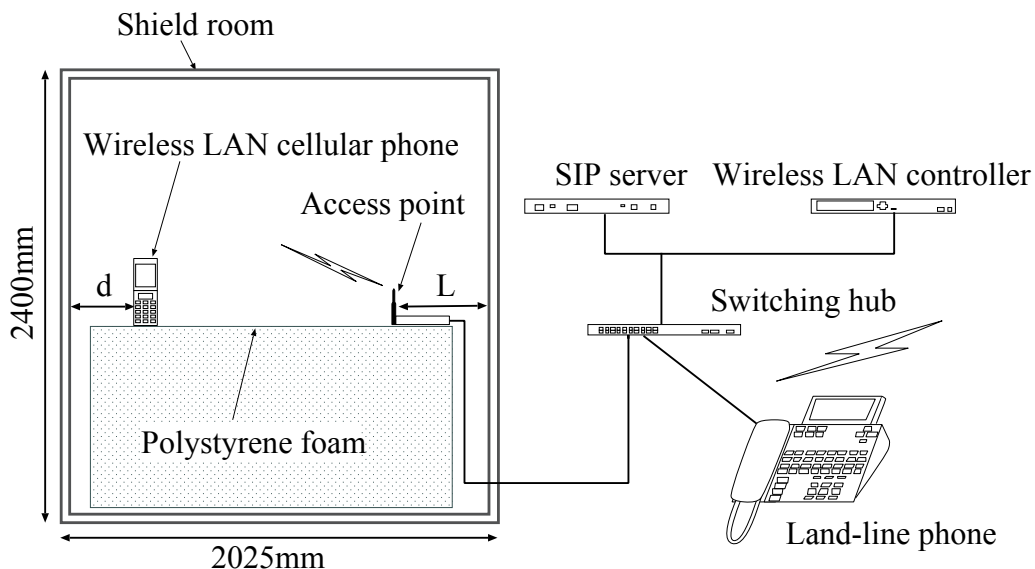 Shield room
Wireless LAN cellular phone
SIP server
Wireless LAN controller
Access point
d
L
2400mm
Switching hub
Polystyrene foam
Land-line phone
2025mm